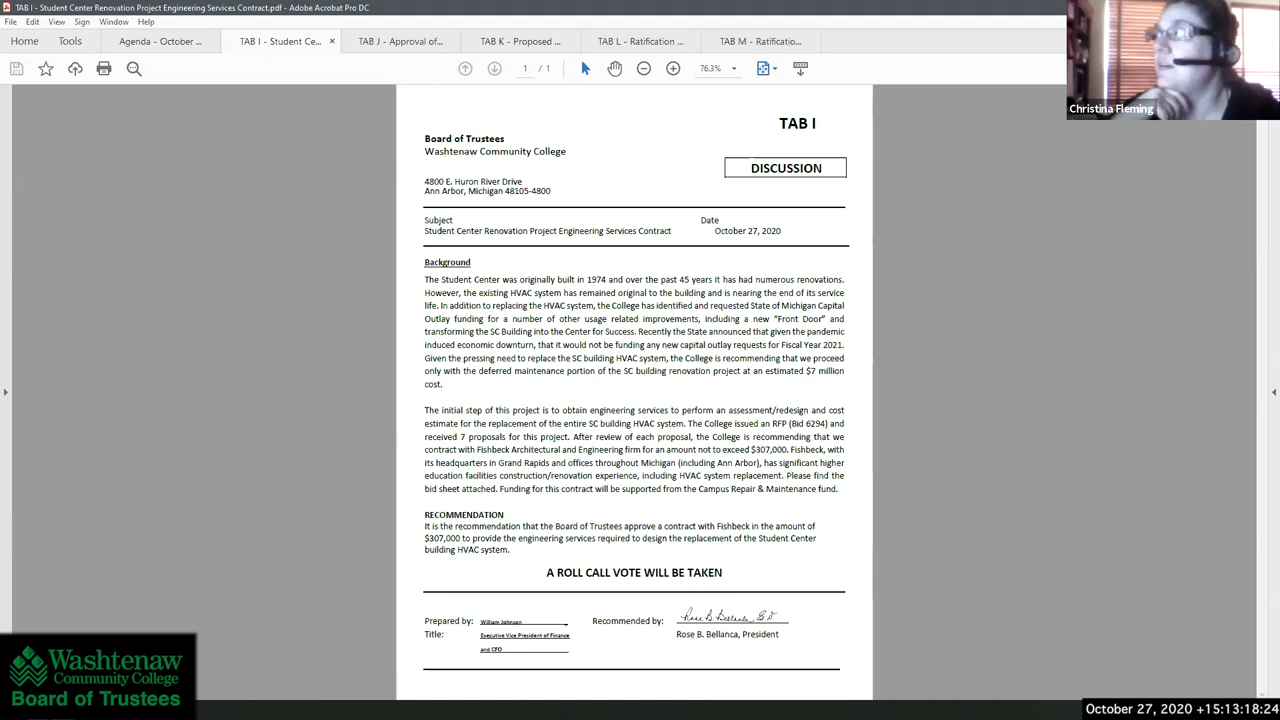 TAB I - Student Center Renovation Project Engineering Services Contract.pdf - Adobe Acrobat Pro DC
File Edit View Sign Window Help
Home Tools Agenda - October ... TAB I - Student Ce... × TAB J - App TAB K - Proposed ... TAB L - Ratification ... TAB M - Ratificatio...
1 / 1 76.3%
Christina Fleming
TAB I
Board of Trustees
Washtenaw Community College
DISCUSSION
4800 E. Huron River Drive
Ann Arbor, Michigan 48105-4800
Subject Date
Student Center Renovation Project Engineering Services Contract October 27, 2020
Background
The Student Center was originally built in 1974 and over the past 45 years it has had numerous renovations.
However, the existing HVAC system has remained original to the building and is nearing the end of its service
life. In addition to replacing the HVAC system, the College has identified and requested State of Michigan Capital
Outlay funding for a number of other usage related improvements, including a new “Front Door” and
transforming the SC Building into the Center for Success. Recently the State announced that given the pandemic
induced economic downturn, that it would not be funding any new capital outlay requests for Fiscal Year 2021.
Given the pressing need to replace the SC building HVAC system, the College is recommending that we proceed
only with the deferred maintenance portion of the SC building renovation project at an estimated $7 million
cost.
The initial step of this project is to obtain engineering services to perform an assessment/redesign and cost
estimate for the replacement of the entire SC building HVAC system. The College issued an RFP (Bid 6294) and
received 7 proposals for this project. After review of each proposal, the College is recommending that we
contract with Fishbeck Architectural and Engineering firm for an amount not to exceed $307,000. Fishbeck, with
its headquarters in Grand Rapids and offices throughout Michigan (including Ann Arbor), has significant higher
education facilities construction/renovation experience, including HVAC system replacement. Please find the
bid sheet attached. Funding for this contract will be supported from the Campus Repair & Maintenance fund.
RECOMMENDATION
It is the recommendation that the Board of Trustees approve a contract with Fishbeck in the amount of
$307,000 to provide the engineering services required to design the replacement of the Student Center
building HVAC system.
A ROLL CALL VOTE WILL BE TAKEN
Prepared by: William Johnson Recommended by: Rose B. Bellanca
Title: Executive Vice President of Finance Rose B. Bellanca, President
and CFO
Washtenaw
Community College
Board of Trustees
October 27, 2020 +15:13:18:24